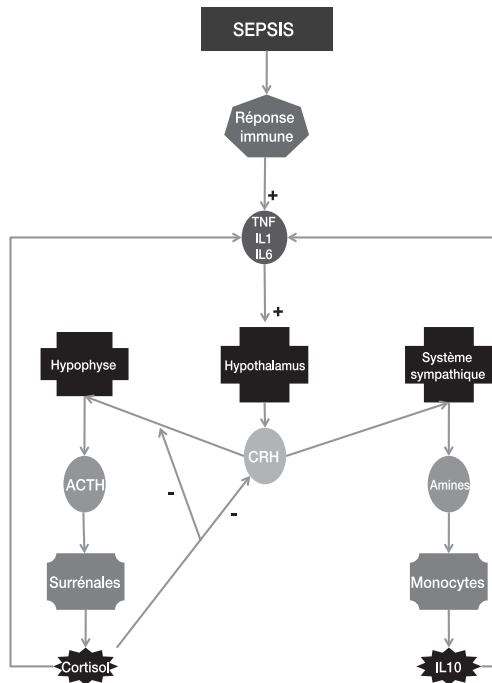 SEPSIS
Réponse
immune
+
TNF
IL1
IL6
+
Hypophyse
Hypothalamus
Système
sympathique
CRH
ACTH
Amines
-
-
Surrénales
Monocytes
Cortisol
IL10